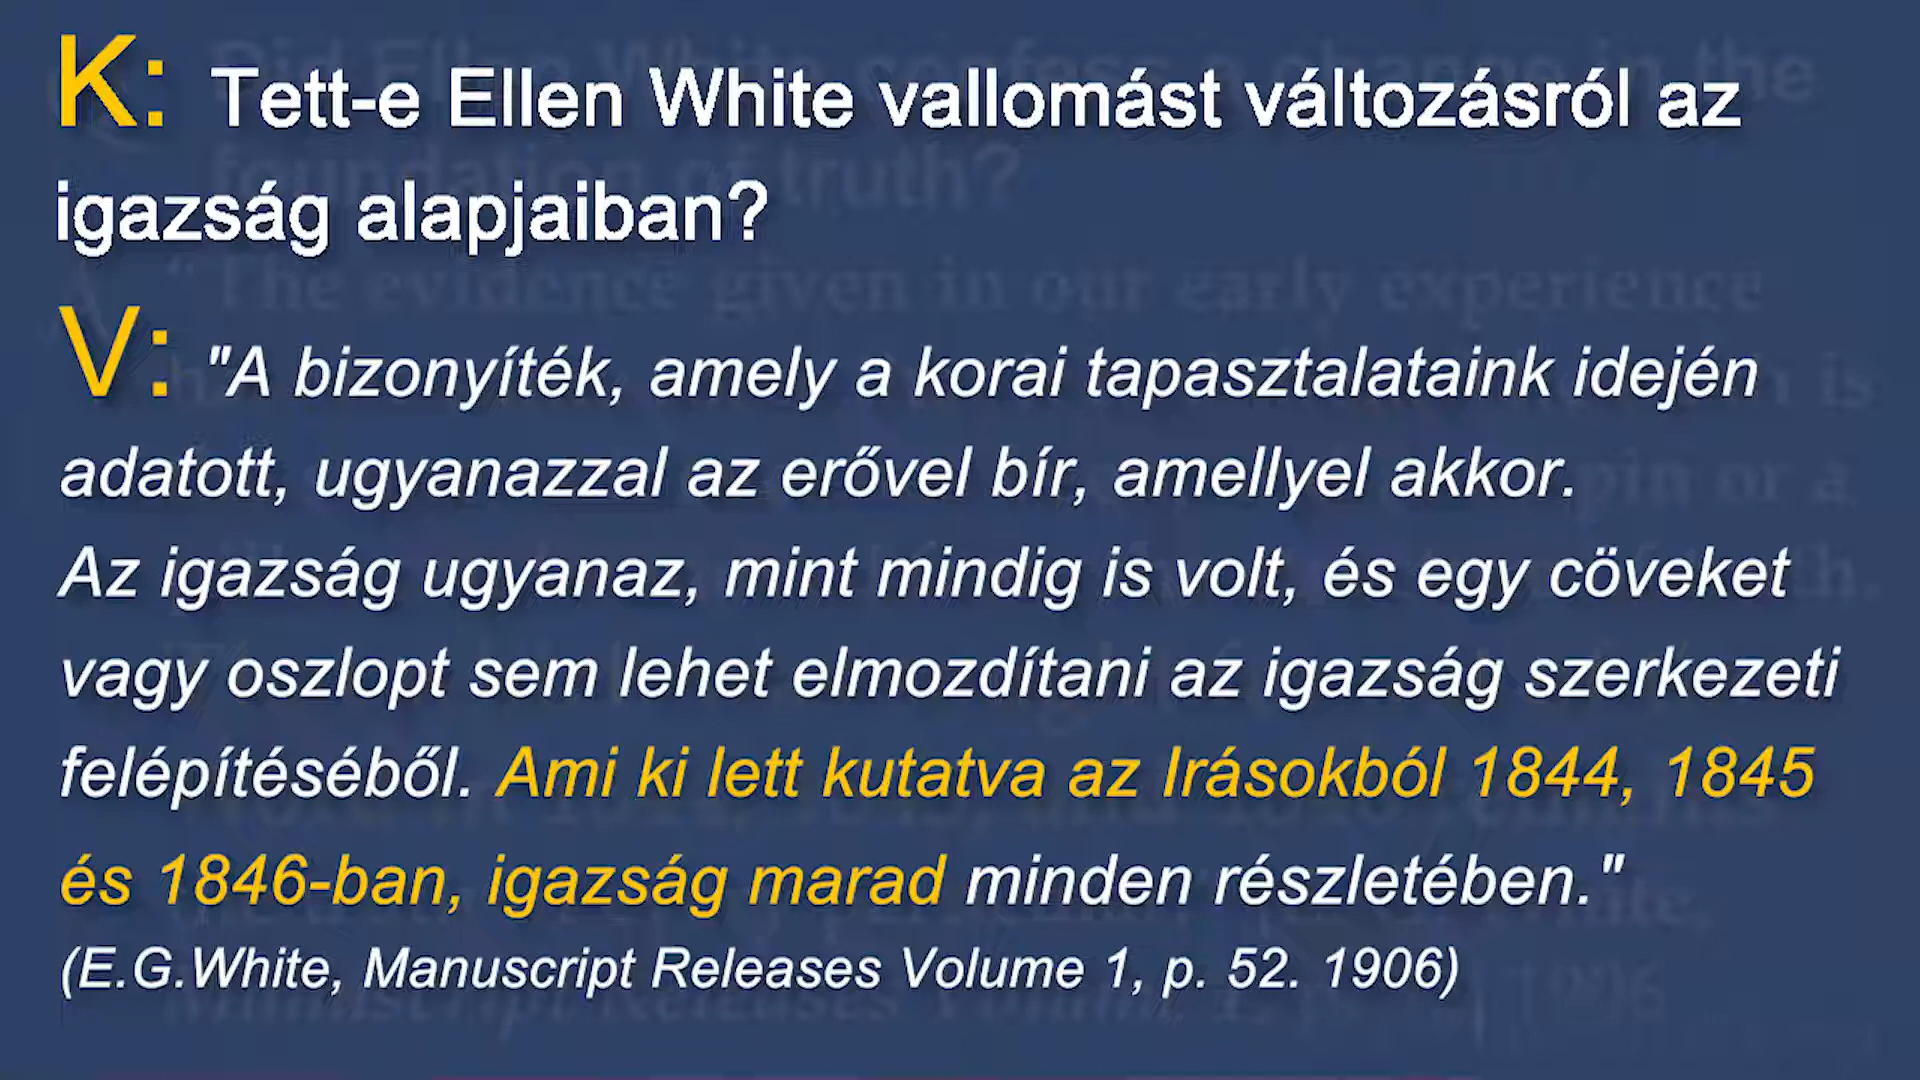 K: Tett-e Ellen White vallomást változásról az
igazság alapjaiban?
V: "A bizonyíték, amely a korai tapasztalataink idején
adatott, ugyanazzal az erővel bír, amellyel akkor.
Az igazság ugyanaz, mint mindig is volt, és egy cöveket
vagy oszlopt sem lehet elmozdítani az igazság szerkezeti
felépítéséből. Ami ki lett kutatva az Irásokból 1844, 1845
és 1846-ban, igazság marad minden részletében."
(E.G.White, Manuscript Releases Volume 1, p. 52. 1906)